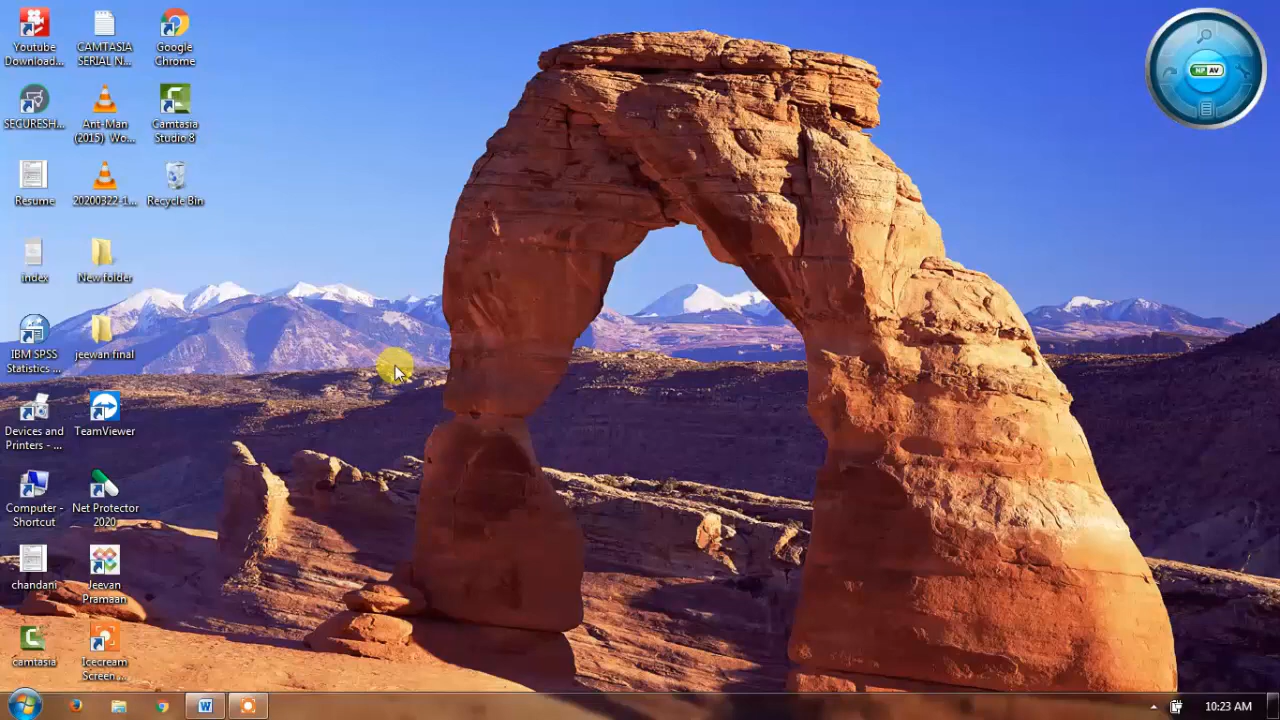 Youtube
Download...
CAMTASIA
SERIAL N...
Google
Chrome
SECURESH...
Ant-Man
(2015) Wo...
Camtasia
Studio 8
Resume
20200322-1...
Recycle Bin
index
New folder
IBM SPSS
Statistics ...
jeewan final
Devices and
Printers - ...
TeamViewer
Computer -
Shortcut
Net Protector
2020
chandani
Jeevan
Pramaan
camtasia
Icecream
Screen...
NP AV
10:23 AM